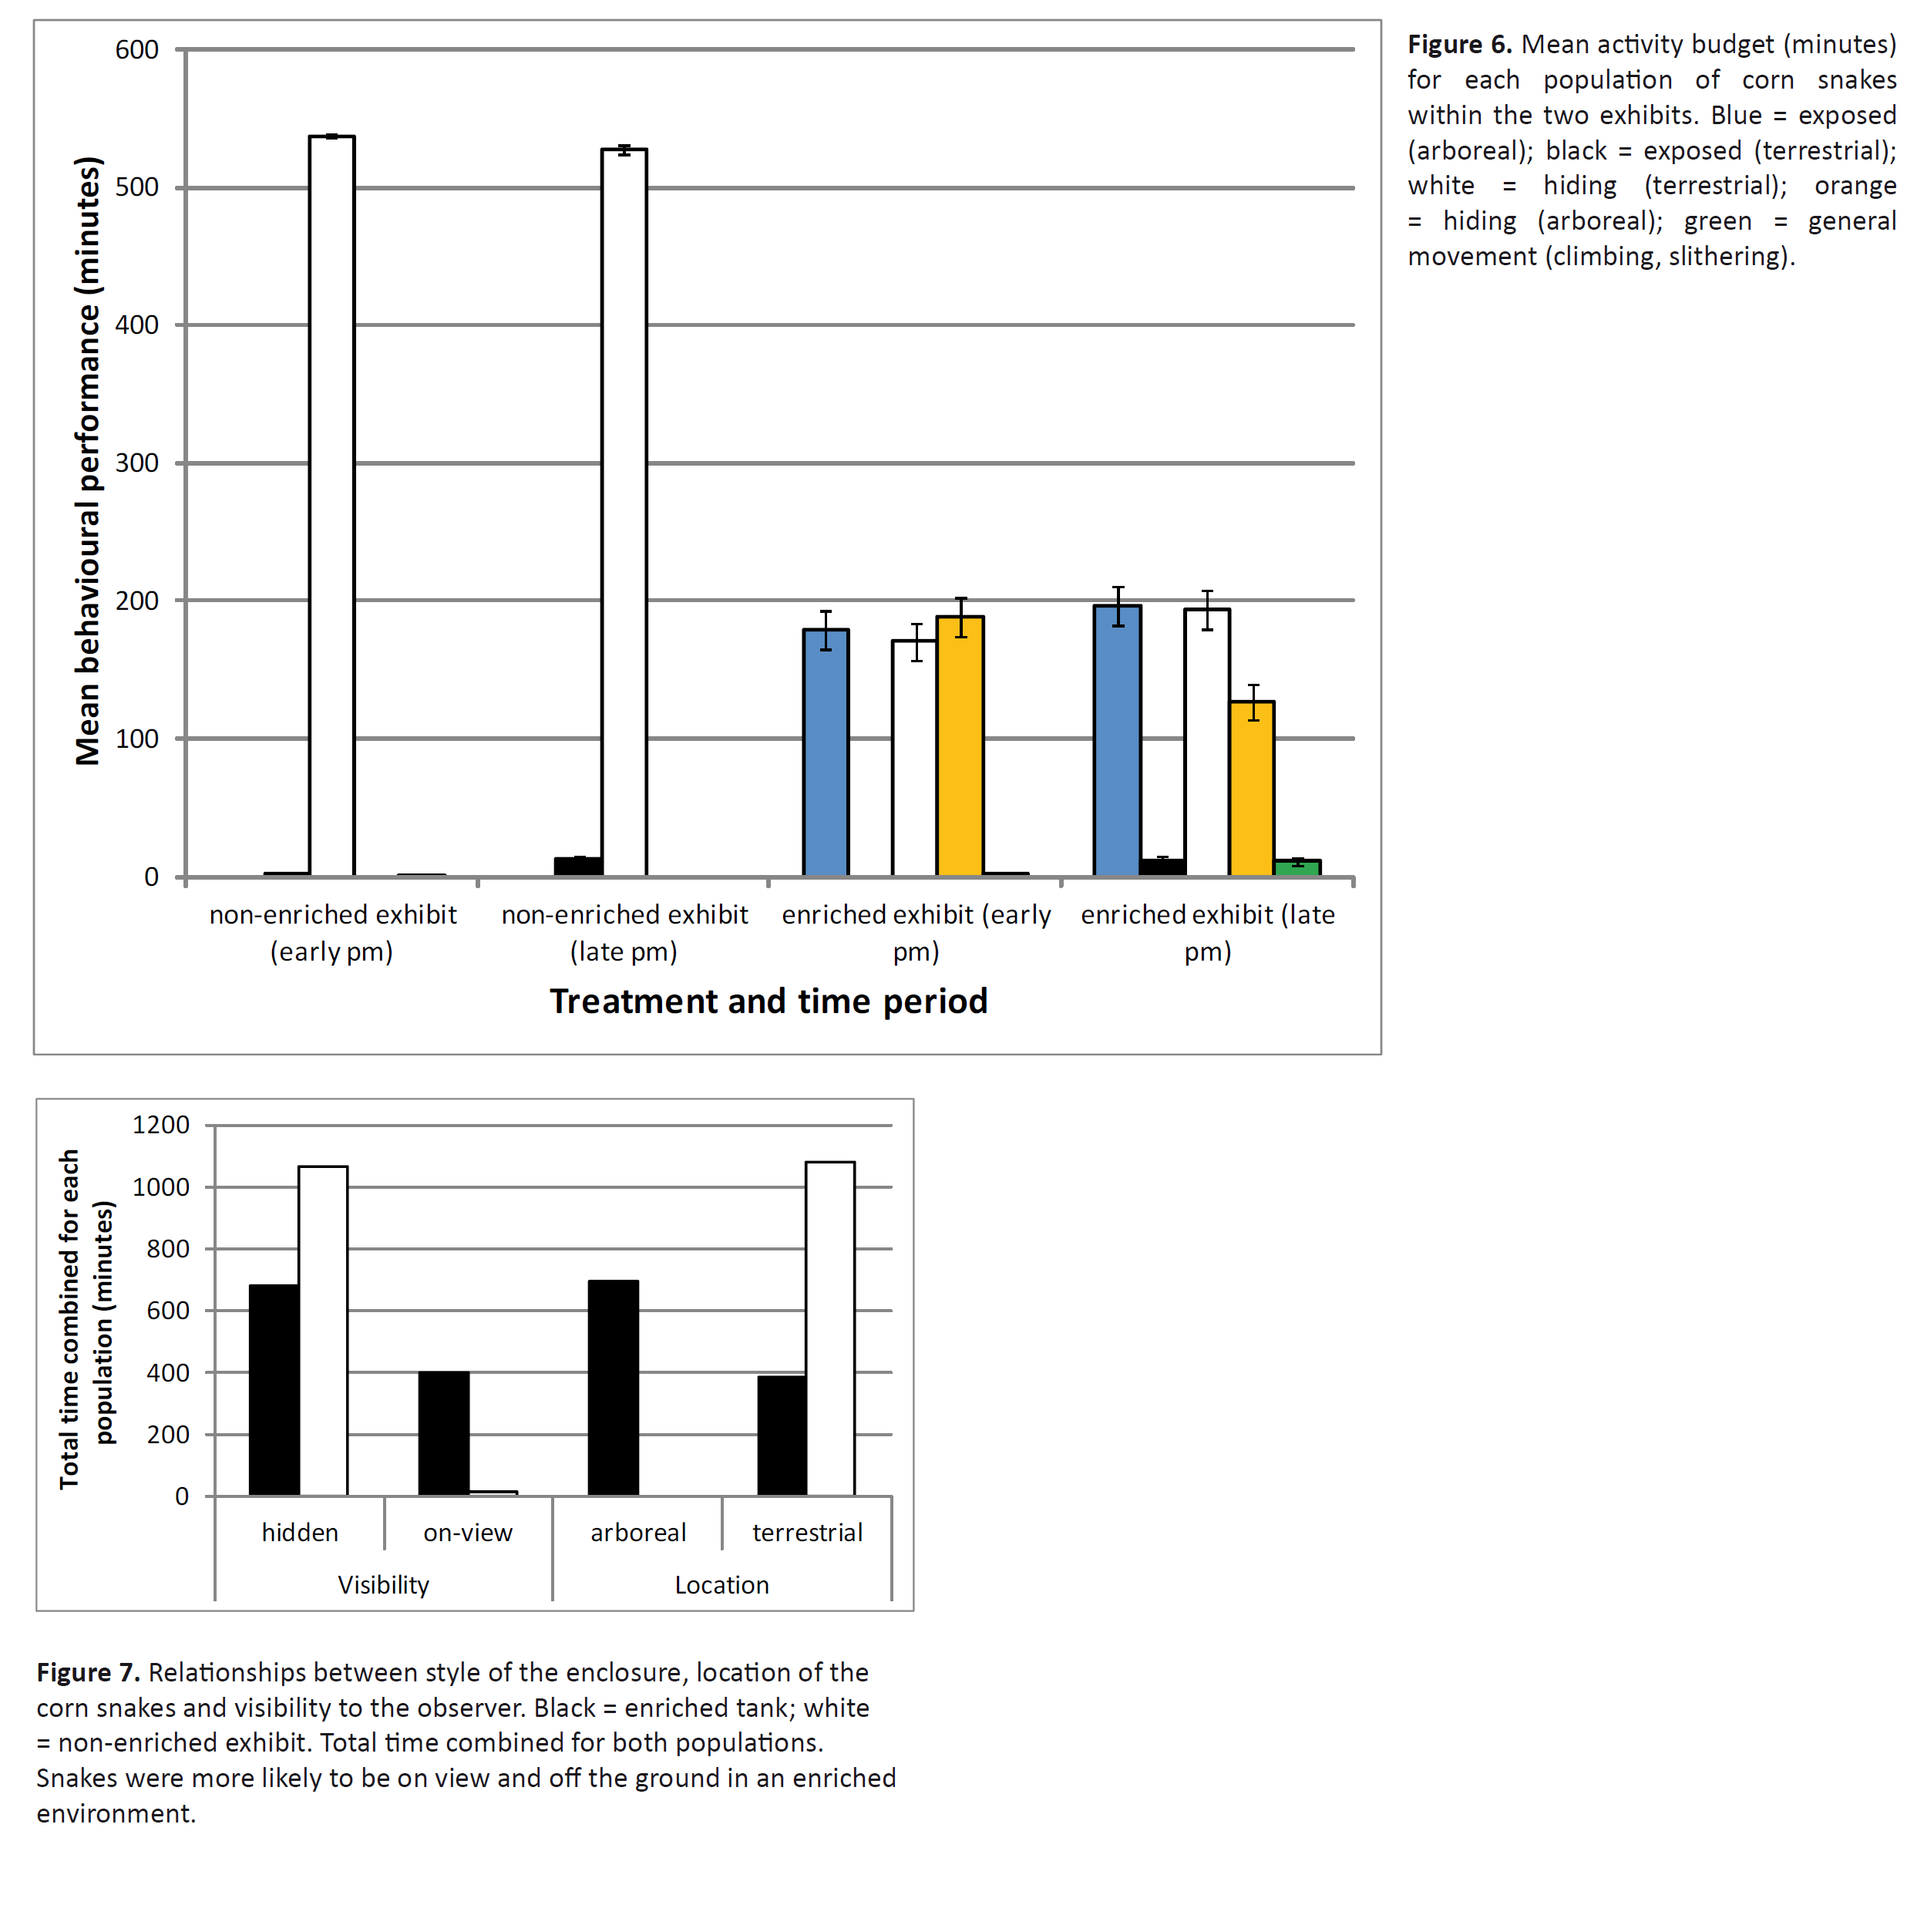 600
500
400
300
200
100
0
Mean behavioural performance (minutes)
non-enriched exhibit
(early pm)
non-enriched exhibit
(late pm)
enriched exhibit (early
pm)
enriched exhibit (late
pm)
Treatment and time period
Figure 6. Mean activity budget (minutes)
for each population of corn snakes
within the two exhibits. Blue = exposed
(arboreal); black = exposed (terrestrial);
white = hiding (terrestrial); orange
= hiding (arboreal); green = general
movement (climbing, slithering).
1200
1000
800
600
400
200
0
Total time combined for each
population (minutes)
hidden
on-view
arboreal
terrestrial
Visibility
Location
Figure 7. Relationships between style of the enclosure, location of the
corn snakes and visibility to the observer. Black = enriched tank; white
= non-enriched exhibit. Total time combined for both populations.
Snakes were more likely to be on view and off the ground in an enriched
environment.